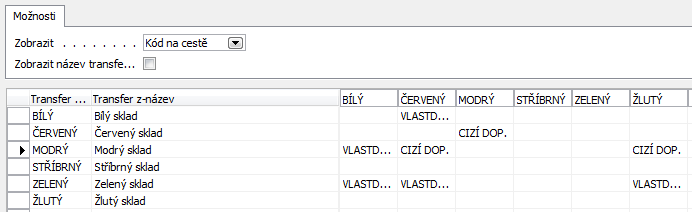 Možnosti
Zobrazit . . . . . . . . Kód na cestě
Zobrazit název transfe...
Transfer ... Transfer z-název BÍLÝ ČERVENÝ MODRÝ STŘÍBRNÝ ZELENÝ ŽLUTÝ
BÍLÝ Bílý sklad VLASTD...
ČERVENÝ Červený sklad CIZÍ DOP.
MODRÝ Modrý sklad VLASTD... CIZÍ DOP. CIZÍ DOP.
STŘÍBRNÝ Stříbrný sklad
ZELENÝ Zelený sklad VLASTD... VLASTD... VLASTD...
ŽLUTÝ Žlutý sklad